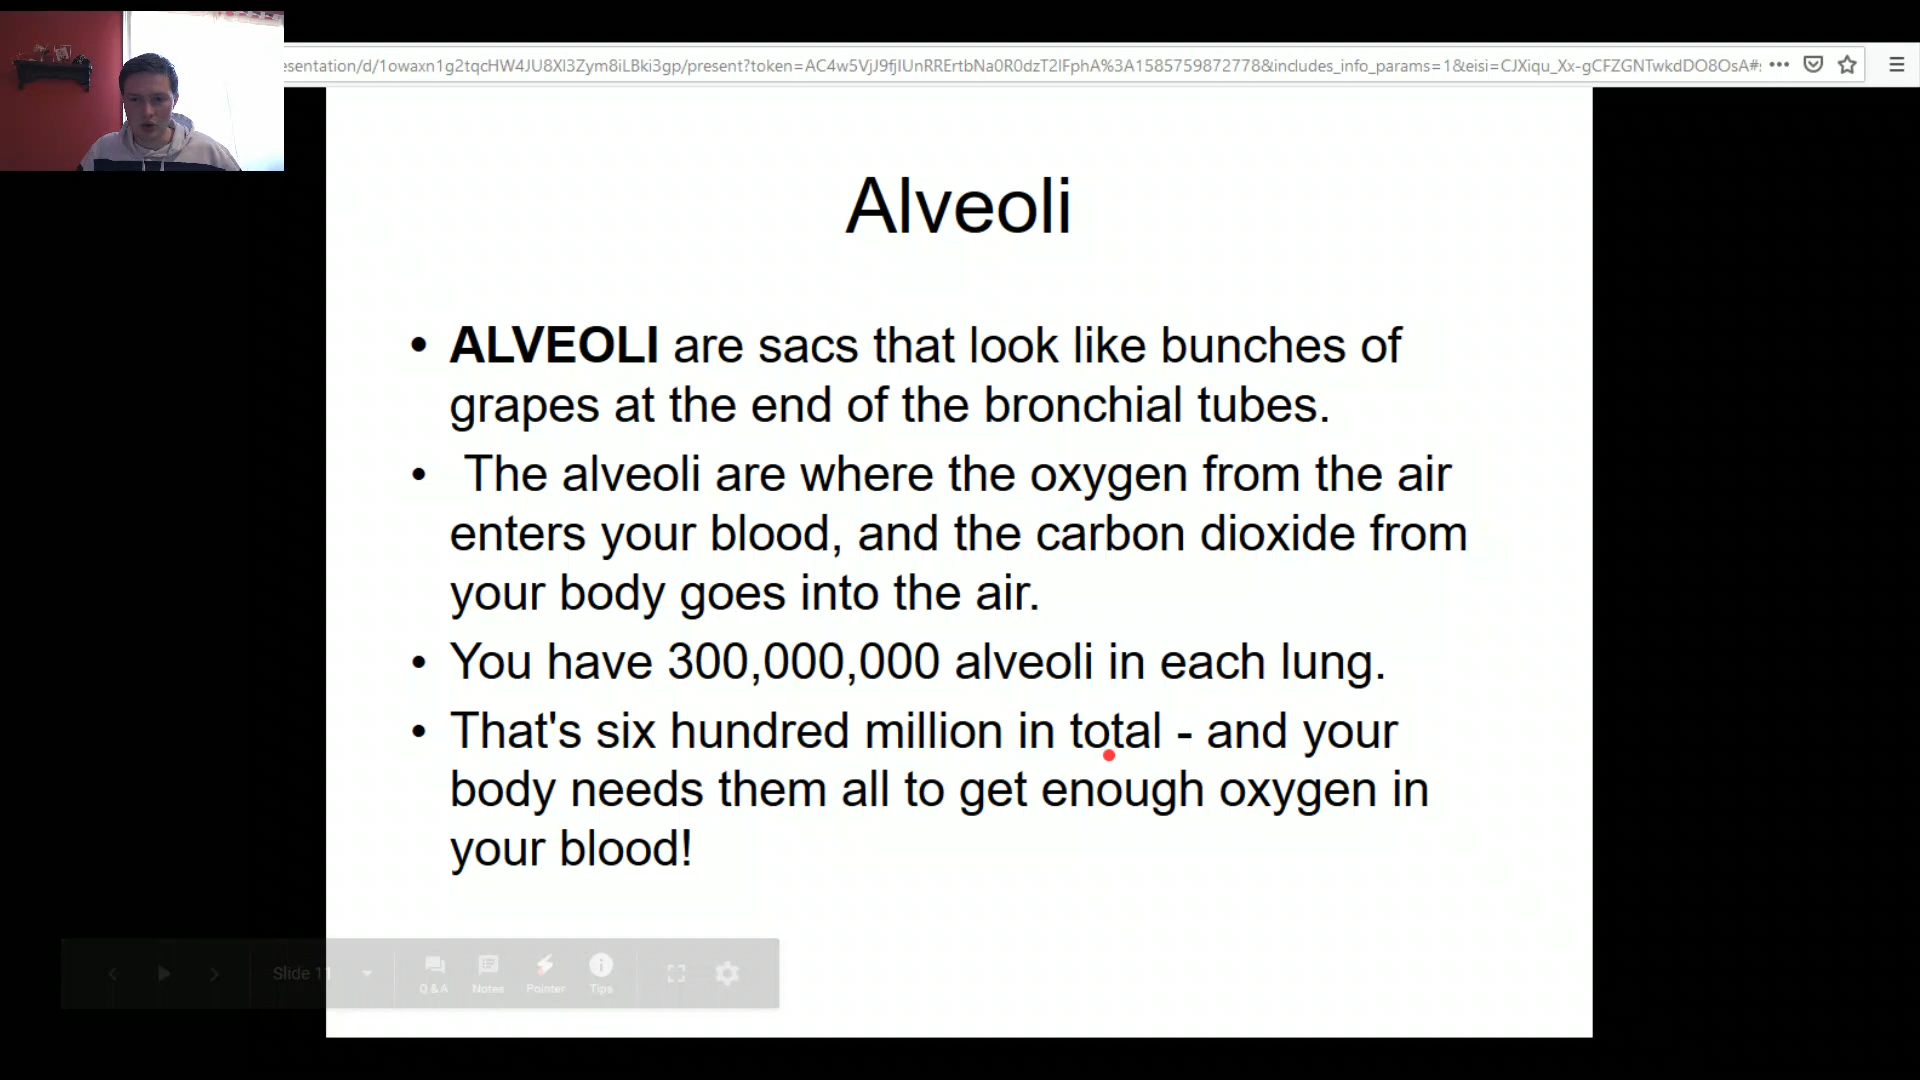 esentation/d/1owaxn1g2tqcHW4JU8Xl3Zym8iLBki3gp/present?token=AC4w5VjJ9fjIUnRRErtbNa0R0dzT2lFphA%3A1585759872778&includes_info_params=1&eisi=CJXiqu_Xx-gCFZGNTwkdDO8OsA#
Alveoli
• ALVEOLI are sacs that look like bunches of
grapes at the end of the bronchial tubes.
• The alveoli are where the oxygen from the air
enters your blood, and the carbon dioxide from
your body goes into the air.
• You have 300,000,000 alveoli in each lung.
• That's six hundred million in total - and your
body needs them all to get enough oxygen in
your blood!
Slide 11
Q & A Notes Pointer Tips